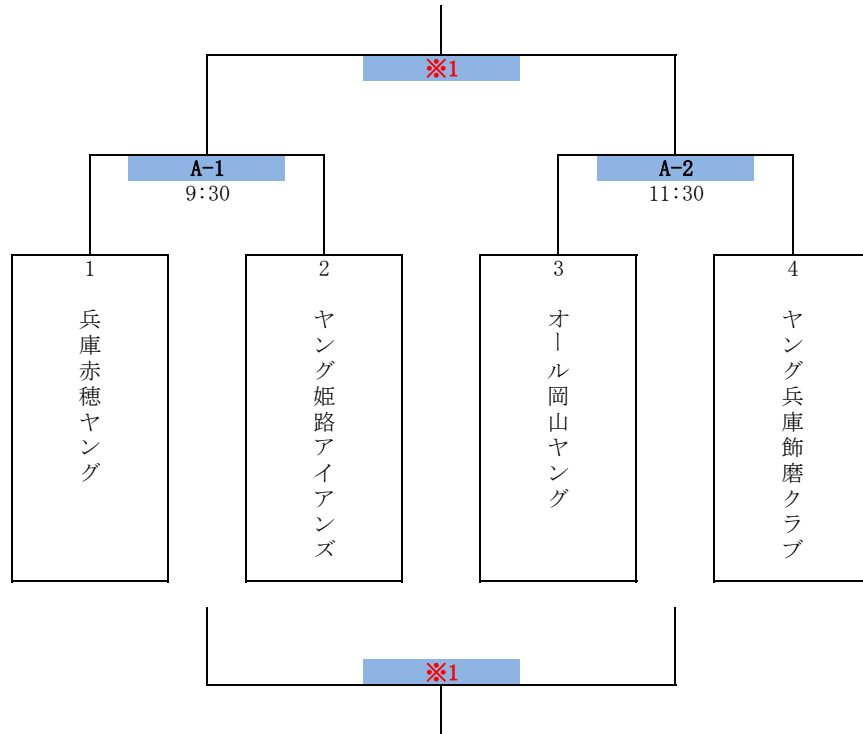 ※1
A-1
9:30
A-2
11:30
1
兵庫赤穂ヤング
2
ヤング姫路アイアンズ
3
オール岡山ヤング
4
ヤング兵庫飾磨クラブ
※1